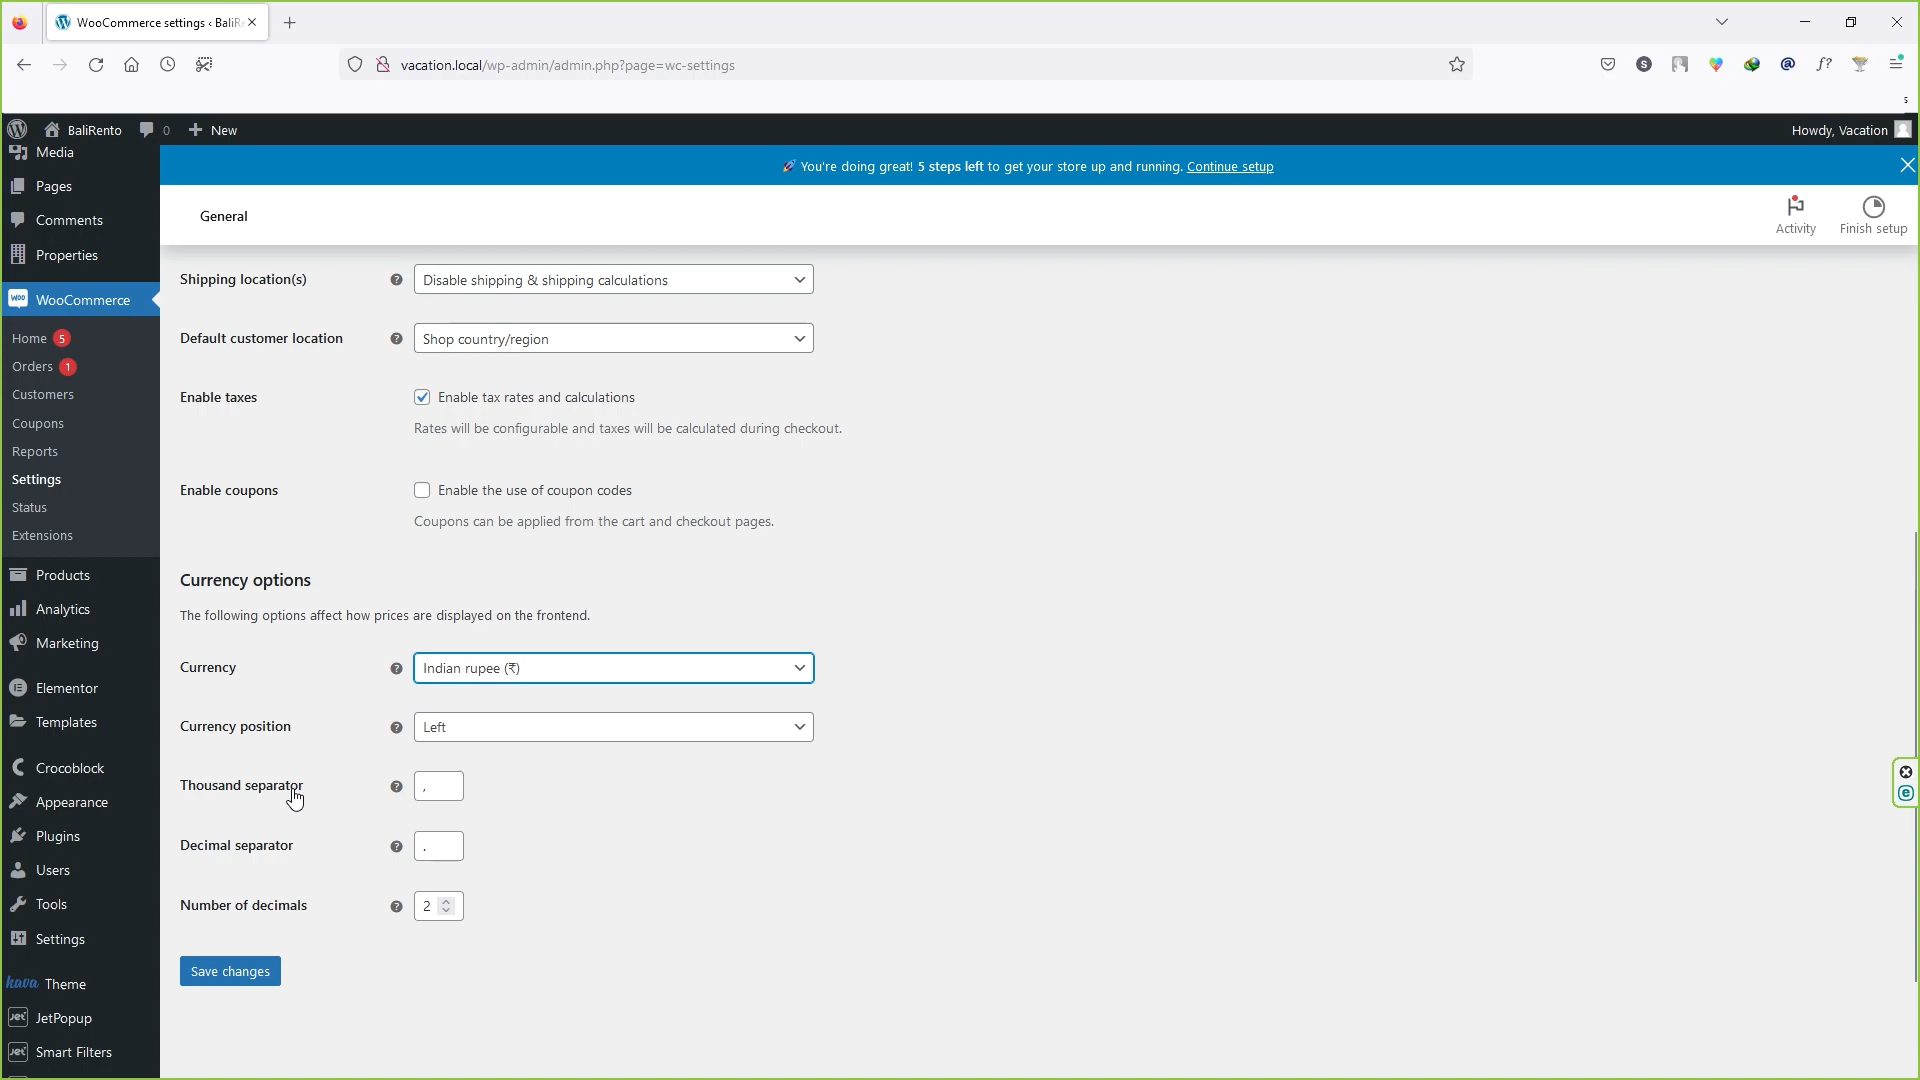 WooCommerce settings ‹ BaliR
vacation.local/wp-admin/admin.php?page=wc-settings
S
f?
s
BaliRento
0
New
Howdy, Vacation
Media
Pages
Comments
Properties
WooCommerce
Home 5
Orders 1
Customers
Coupons
Reports
Settings
Status
Extensions
Products
Analytics
Marketing
Elementor
Templates
Crocoblock
Appearance
Plugins
Users
Tools
Settings
kava Theme
Jet JetPopup
Jet Smart Filters
🚀 You're doing great! 5 steps left to get your store up and running. Continue setup
General
Activity
Finish setup
Shipping location(s)
Disable shipping & shipping calculations
Default customer location
Shop country/region
Enable taxes
Enable tax rates and calculations
Rates will be configurable and taxes will be calculated during checkout.
Enable coupons
Enable the use of coupon codes
Coupons can be applied from the cart and checkout pages.
Currency options
The following options affect how prices are displayed on the frontend.
Currency
Indian rupee (₹)
Currency position
Left
Thousand separator
,
Decimal separator
.
Number of decimals
2
Save changes